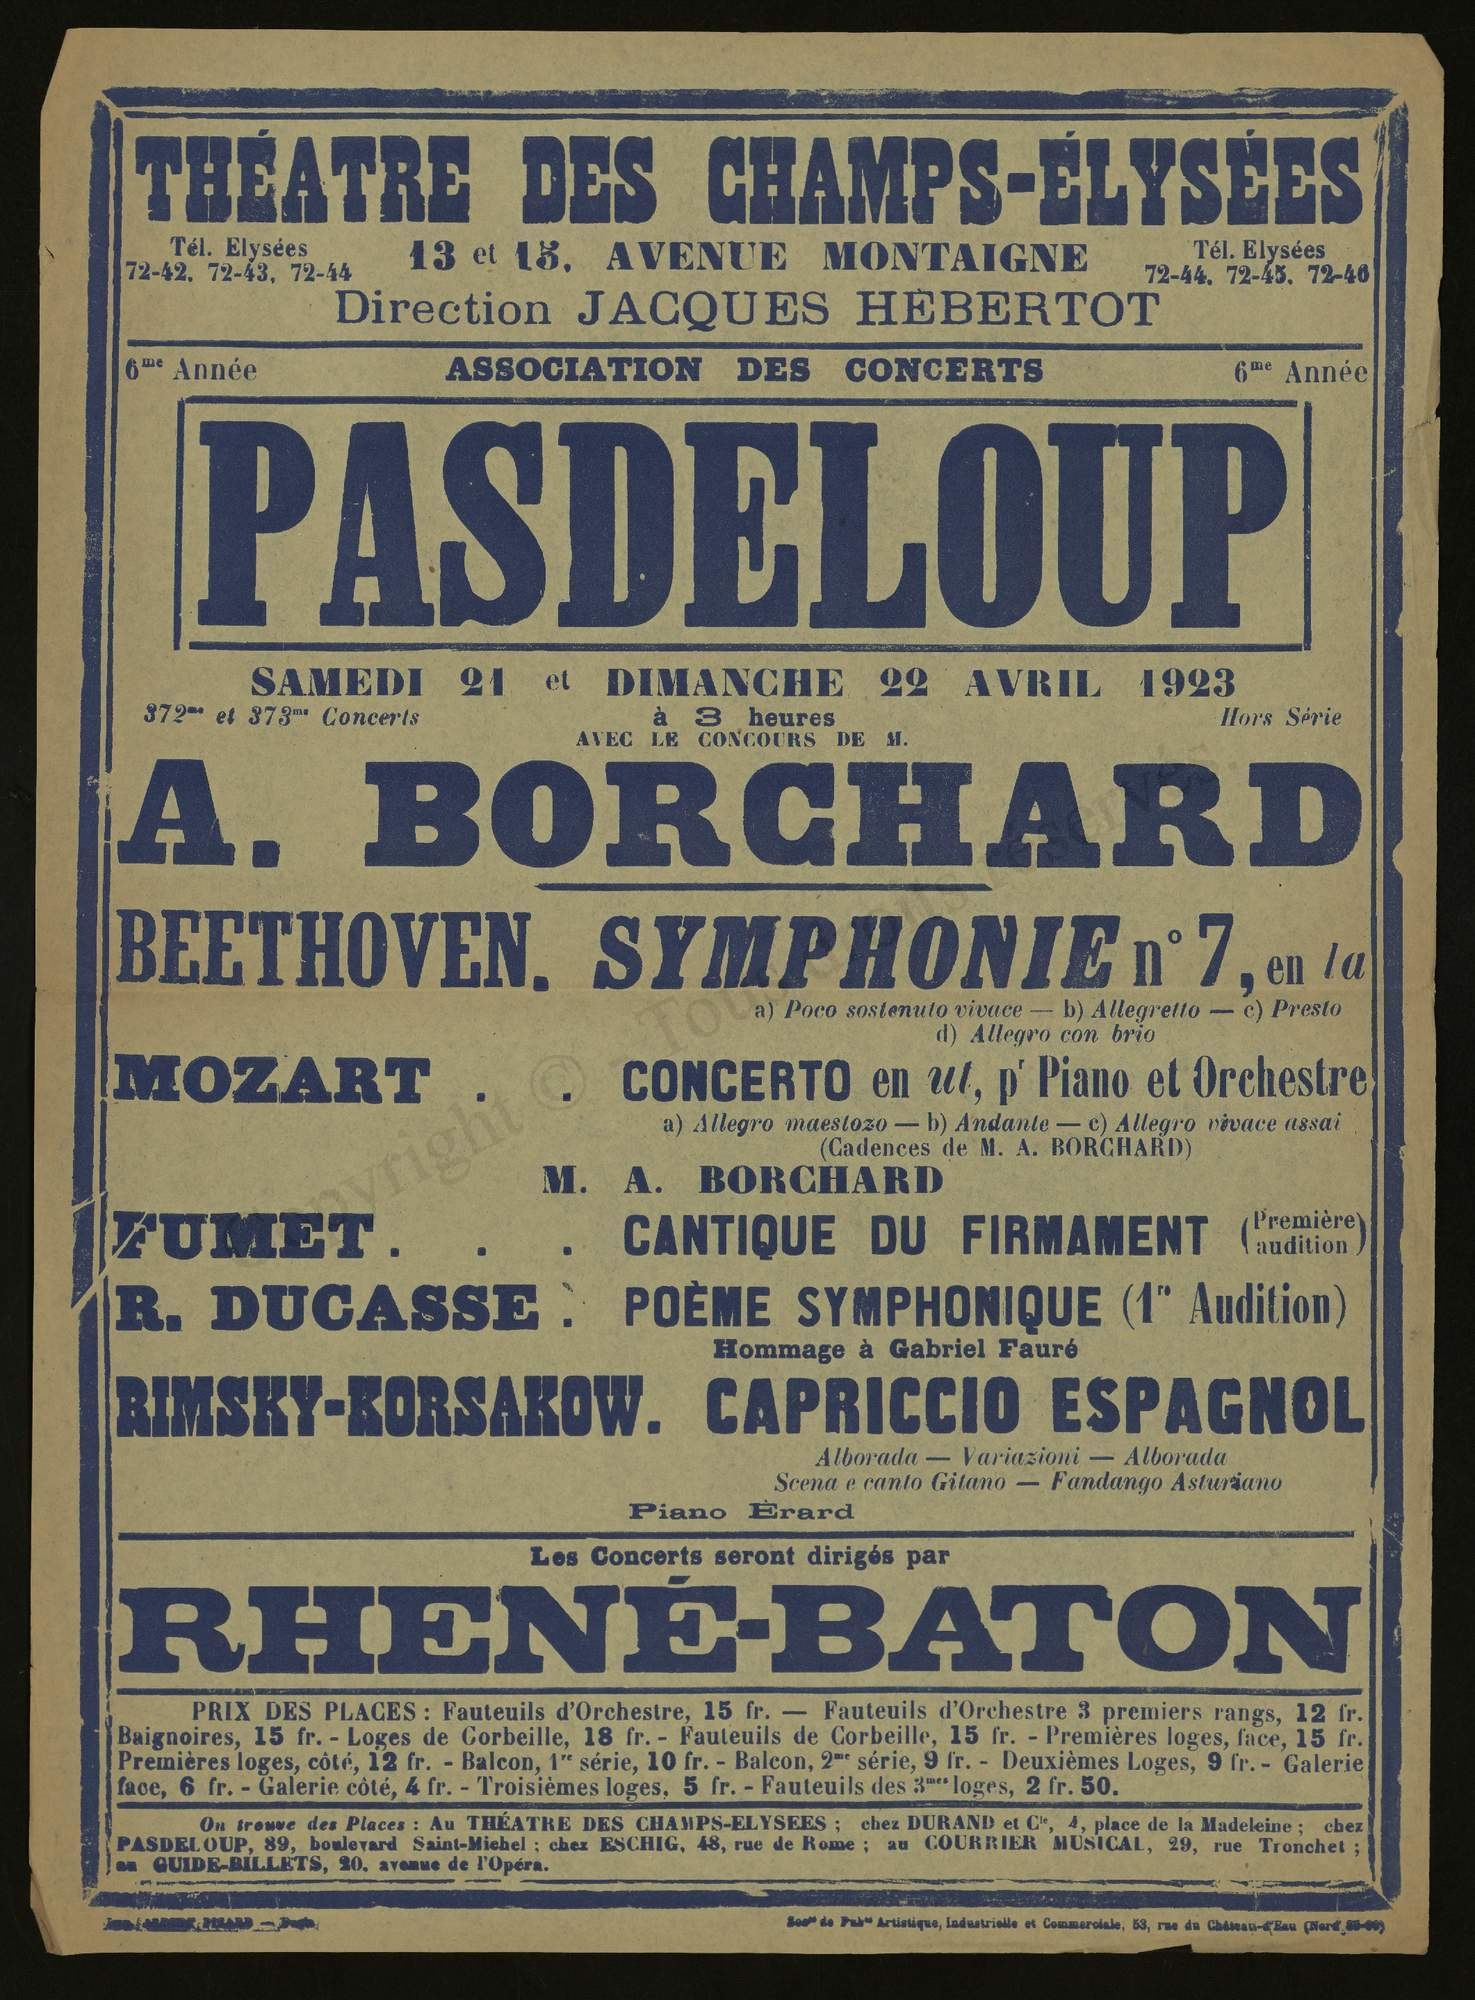 THÉATRE DES CHAMPS-ÉLYSÉES
Tél. Elysées
72-42, 72-43, 72-44
13 et 15, AVENUE MONTAIGNE
Tél. Elysées
72-44, 72-45, 72-46
Direction JACQUES HÉBERTOT
6me Année
ASSOCIATION DES CONCERTS
6me Année
PASDELOUP
SAMEDI 21 et DIMANCHE 22 AVRIL 1923
372me et 373me Concerts
à 3 heures
Hors Série
AVEC LE CONCOURS DE M.
A. BORCHARD
BEETHOVEN. SYMPHONIE n° 7, en la
a) Poco sostenuto vivace — b) Allegretto — c) Presto
d) Allegro con brio
MOZART . . CONCERTO en ut, pr Piano et Orchestre
a) Allegro maestozo — b) Andante — c) Allegro vivace assai
(Cadences de M. A. BORCHARD)
M. A. BORCHARD
FUMET. . . CANTIQUE DU FIRMAMENT (Première audition)
R. DUCASSE . POÈME SYMPHONIQUE (1re Audition)
Hommage à Gabriel Fauré
RIMSKY-KORSAKOW. CAPRICCIO ESPAGNOL
Alborada — Variazioni — Alborada
Scena e canto Gitano — Fandango Asturiano
Piano Érard
Les Concerts seront dirigés par
RHENÉ-BATON
PRIX DES PLACES : Fauteuils d'Orchestre, 15 fr. — Fauteuils d'Orchestre 3 premiers rangs, 12 fr.
Baignoires, 15 fr. - Loges de Corbeille, 18 fr. - Fauteuils de Corbeille, 15 fr. - Premières loges, face, 15 fr.
Premières loges, côté, 12 fr. - Balcon, 1re série, 10 fr. - Balcon, 2me série, 9 fr. - Deuxièmes Loges, 9 fr. - Galerie
face, 6 fr. - Galerie côté, 4 fr. - Troisièmes loges, 5 fr. - Fauteuils des 3mes loges, 2 fr. 50.
On trouve des Places : Au THÉATRE DES CHAMPS-ELYSEES ; chez DURAND et Cie, 4, place de la Madeleine ; chez
PASDELOUP, 89, boulevard Saint-Michel ; chez ESCHIG, 48, rue de Rome ; au COURRIER MUSICAL, 29, rue Tronchet ;
au GUIDE-BILLETS, 20, avenue de l'Opéra.
Imp. PIZARD — Paris
de Pubté Artistique, Industrielle et Commerciale, 53, rue du Château-d'Eau (Nord
Copyright © - Tous droits réservés.